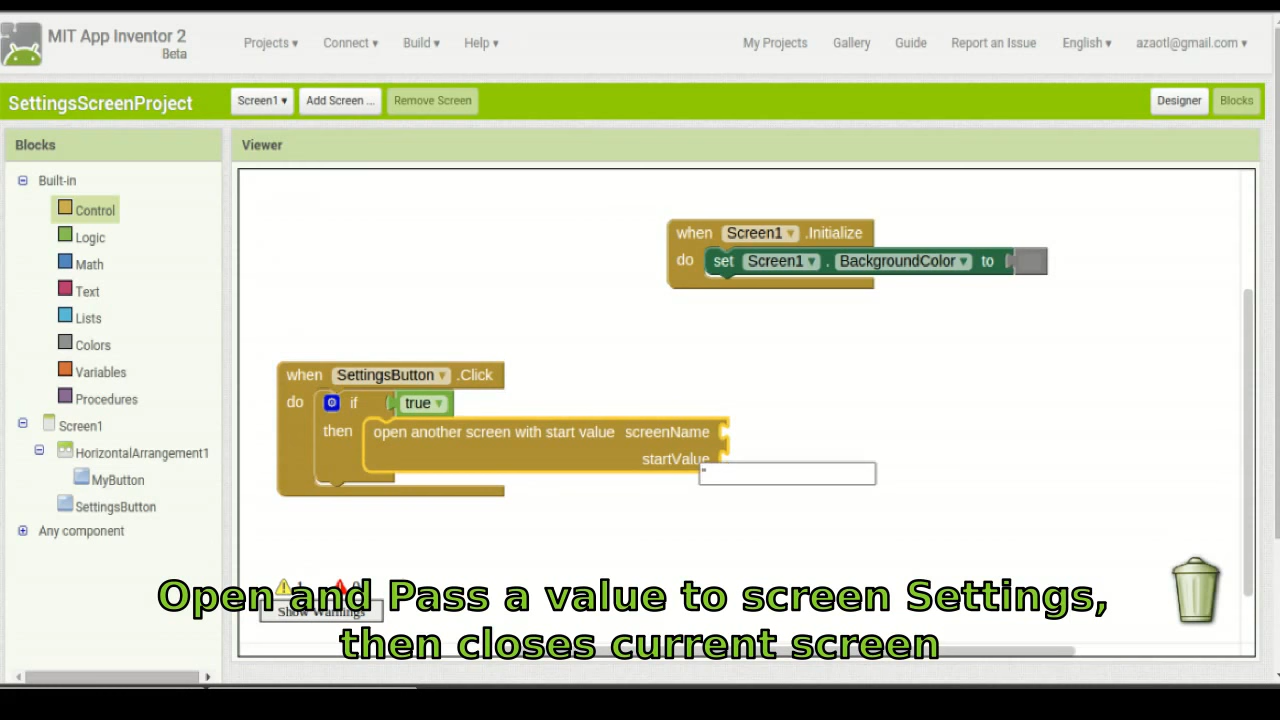 MIT App Inventor 2
Beta
Projects ▾ Connect ▾ Build ▾ Help ▾ My Projects Gallery Guide Report an Issue English ▾ azaotl@gmail.com ▾
SettingsScreenProject Screen1 ▾ Add Screen ... Remove Screen Designer Blocks
Blocks
Viewer
Built-in
Control
Logic
Math
Text
Lists
Colors
Variables
Procedures
Screen1
HorizontalArrangement1
MyButton
SettingsButton
Any component
when Screen1 ▾ .Initialize
do set Screen1 ▾ . BackgroundColor ▾ to
when SettingsButton ▾ .Click
do if true ▾
then open another screen with start value screenName
startValue
"
Show Warnings
Open and Pass a value to screen Settings,
then closes current screen